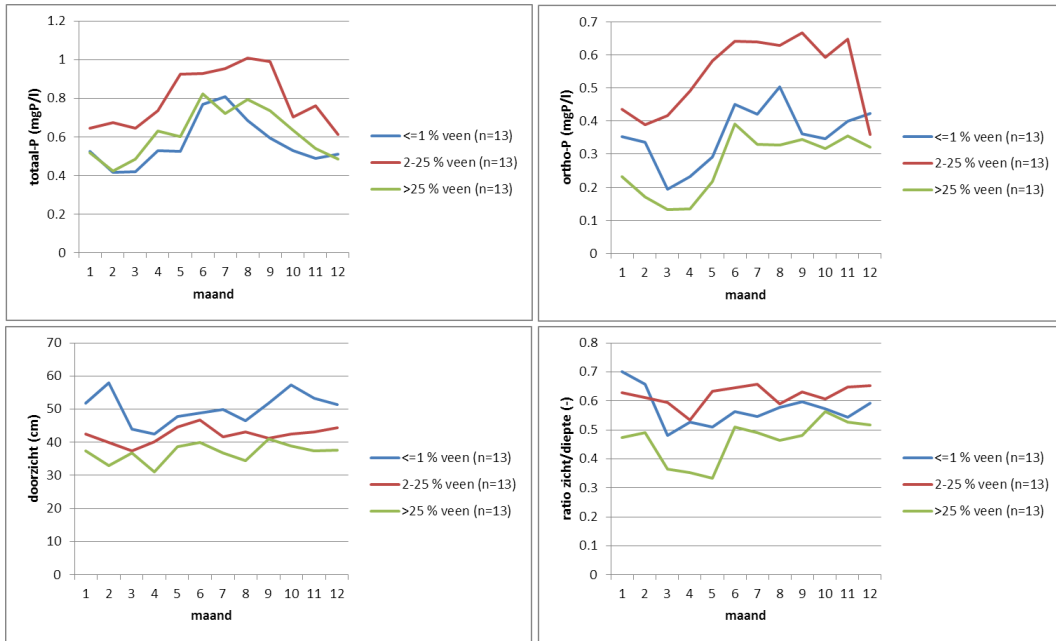 totaal-P (mgP/l)
1.2
1
0.8
0.6
0.4
0.2
0
1 2 3 4 5 6 7 8 9 10 11 12
maand
<=1 % veen (n=13)
2-25 % veen (n=13)
>25 % veen (n=13)
ortho-P (mgP/l)
0.7
0.6
0.5
0.4
0.3
0.2
0.1
0
1 2 3 4 5 6 7 8 9 10 11 12
maand
<=1 % veen (n=13)
2-25 % veen (n=13)
>25 % veen (n=13)
doorzicht (cm)
70
60
50
40
30
20
10
0
1 2 3 4 5 6 7 8 9 10 11 12
maand
<=1 % veen (n=13)
2-25 % veen (n=13)
>25 % veen (n=13)
ratio zicht/diepte (-)
0.8
0.7
0.6
0.5
0.4
0.3
0.2
0.1
0
1 2 3 4 5 6 7 8 9 10 11 12
maand
<=1 % veen (n=13)
2-25 % veen (n=13)
>25 % veen (n=13)